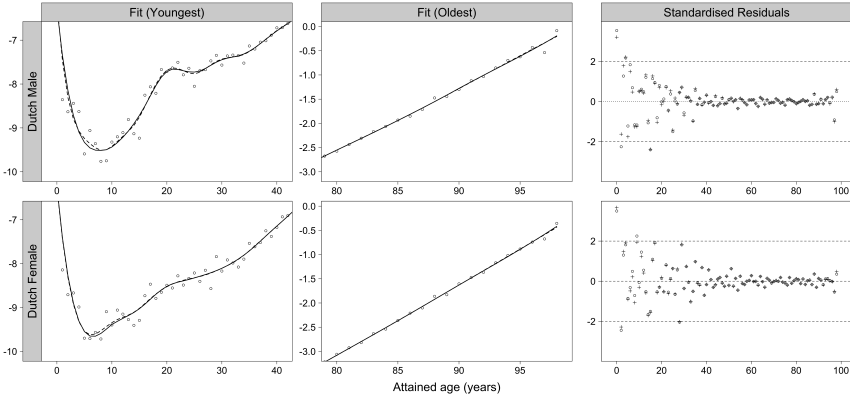 Fit (Youngest) Fit (Oldest) Standardised Residuals
Dutch Male
-7
-8
-9
-10
0 10 20 30 40
0.0
-0.5
-1.0
-1.5
-2.0
-2.5
-3.0
80 85 90 95
2
0
-2
0 20 40 60 80 100
Dutch Female
-7
-8
-9
-10
0 10 20 30 40
0.0
-0.5
-1.0
-1.5
-2.0
-2.5
-3.0
80 85 90 95
2
0
-2
0 20 40 60 80 100
Attained age (years)